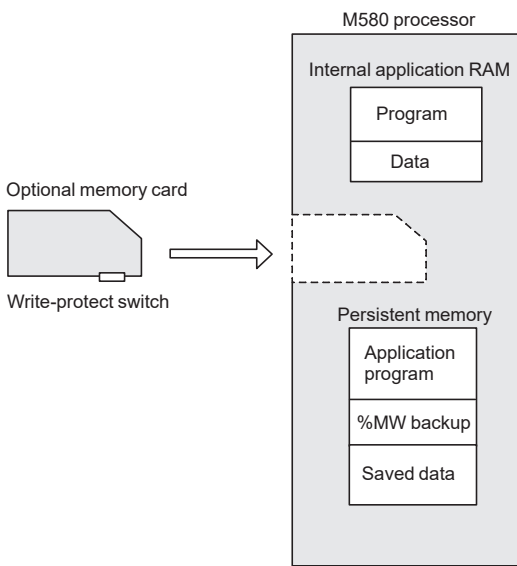 M580 processor
Internal application RAM
Program
Data
Optional memory card
Write-protect switch
Persistent memory
Application
program
%MW backup
Saved data